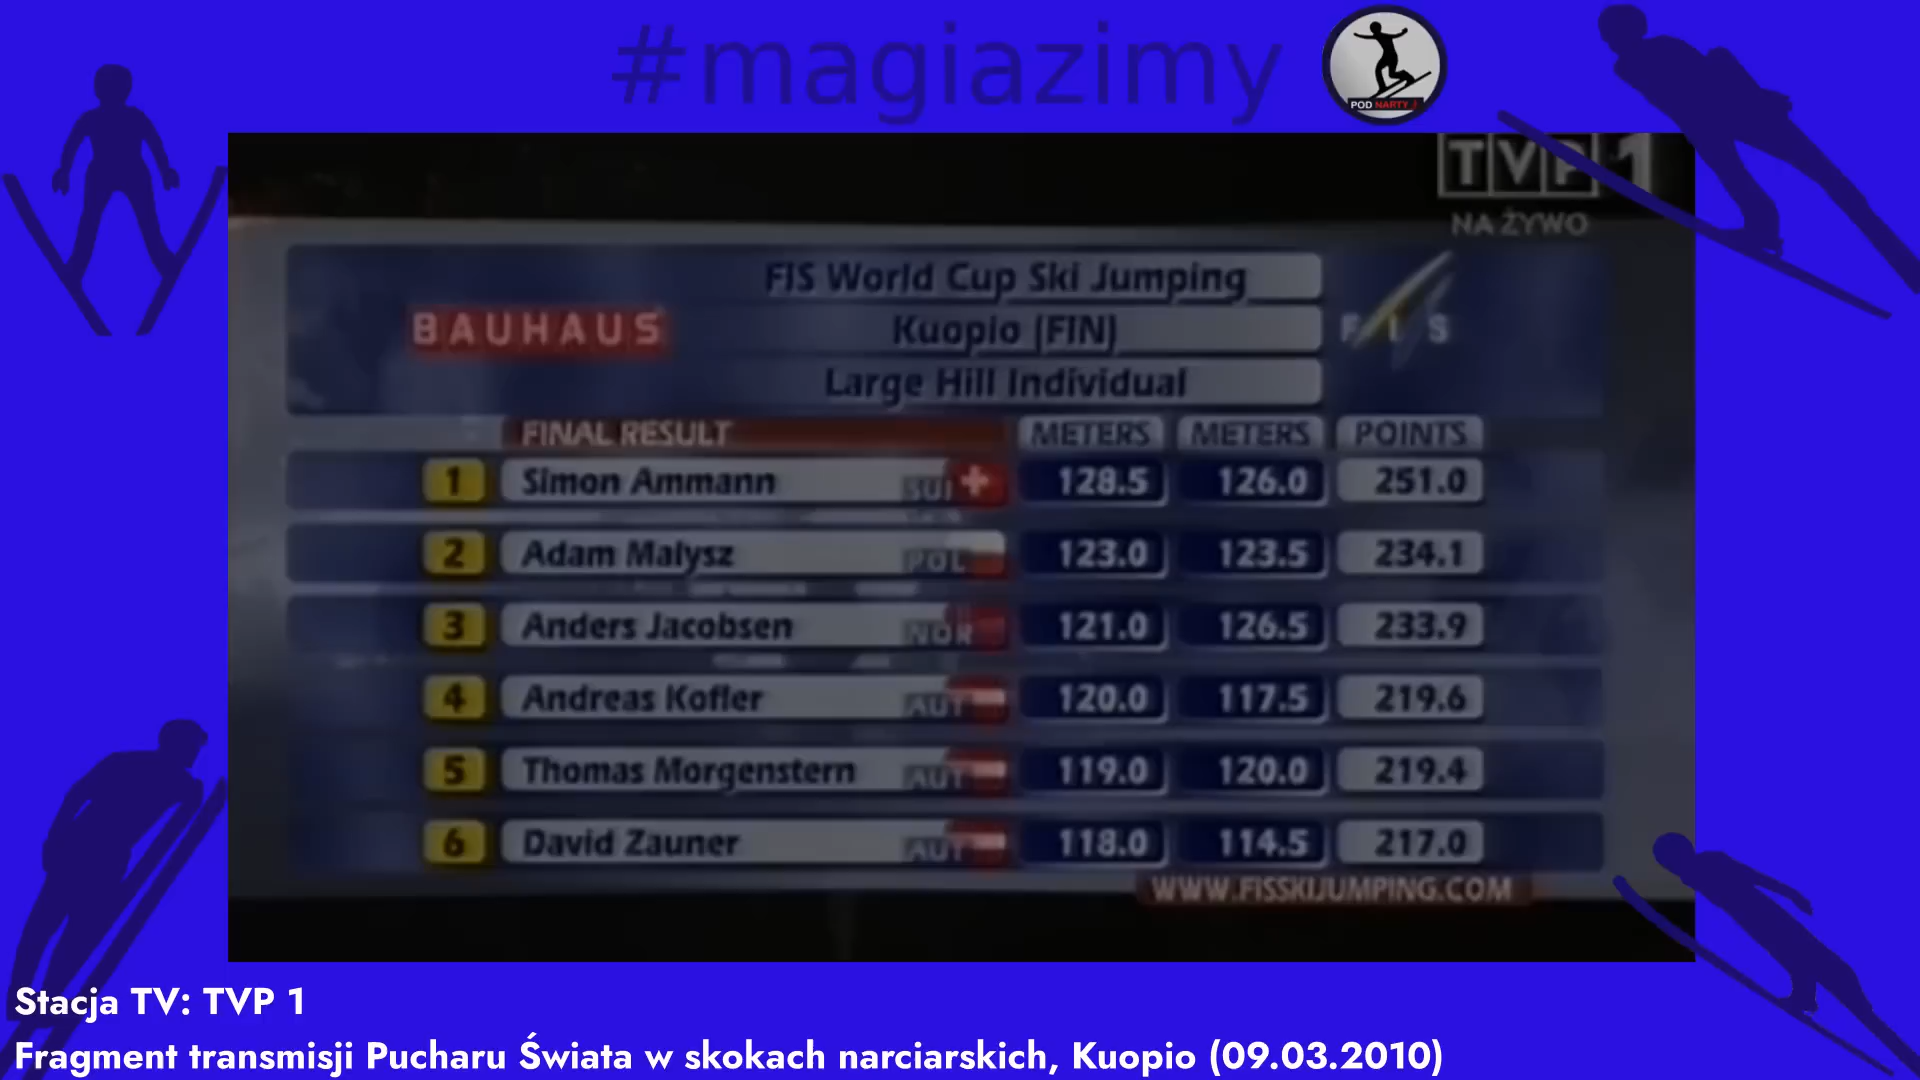 #magiazimy
POD NARTY
TVP 1
NA ŻYWO
FIS World Cup Ski Jumping
BAUHAUS
Kuopio (FIN)
FIS
Large Hill Individual
FINAL RESULT METERS METERS POINTS
1 Simon Ammann SUI 128.5 126.0 251.0
2 Adam Malysz POL 123.0 123.5 234.1
3 Anders Jacobsen NOR 121.0 126.5 233.9
4 Andreas Kofler AUT 120.0 117.5 219.6
5 Thomas Morgenstern AUT 119.0 120.0 219.4
6 David Zauner AUT 118.0 114.5 217.0
WWW.FISSKIJUMPING.COM
Stacja TV: TVP 1
Fragment transmisji Pucharu Świata w skokach narciarskich, Kuopio (09.03.2010)